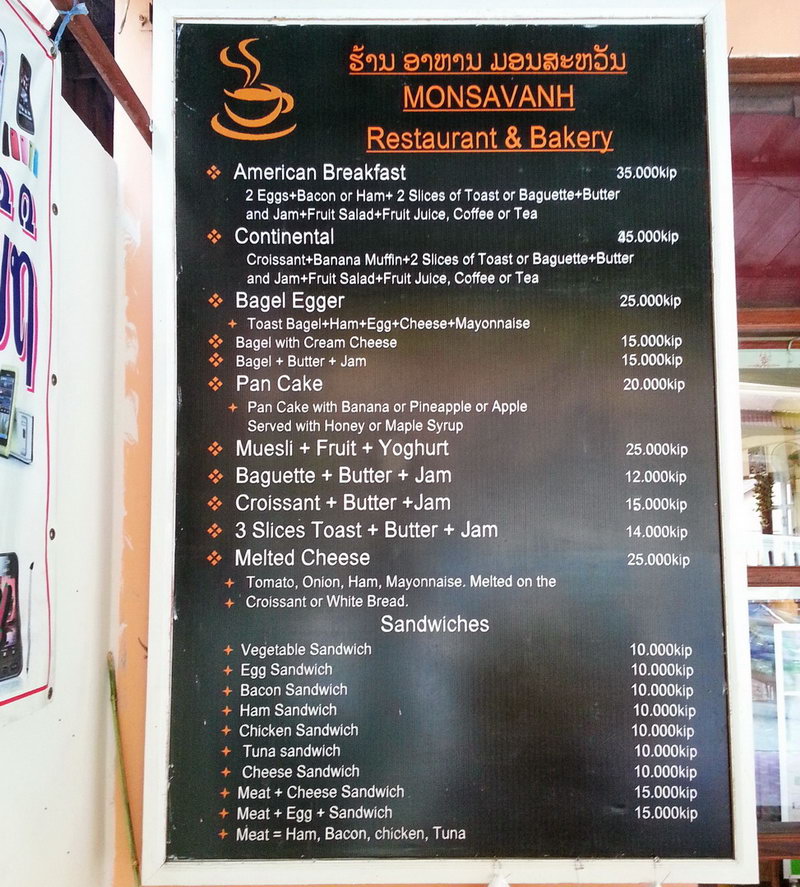 ຮ້ານ ອາຫານ ມອນສະຫວັນ
MONSAVANH
Restaurant & Bakery
American Breakfast 35.000kip
2 Eggs+Bacon or Ham+ 2 Slices of Toast or Baguette+Butter
and Jam+Fruit Salad+Fruit Juice, Coffee or Tea
Continental
Croissant+Banana Muffin+2 Slices of Toast or Baguette+Butter
and Jam+Fruit Salad+Fruit Juice, Coffee or Tea
Bagel Egger 25.000kip
Toast Bagel+Ham+Egg+Cheese+Mayonnaise
Bagel with Cream Cheese 15.000kip
Bagel + Butter + Jam 15.000kip
Pan Cake 20.000kip
Pan Cake with Banana or Pineapple or Apple
Served with Honey or Maple Syrup
Muesli + Fruit + Yoghurt 25.000kip
Baguette + Butter + Jam 12.000kip
Croissant + Butter +Jam 15.000kip
3 Slices Toast + Butter + Jam 14.000kip
Melted Cheese 25.000kip
Tomato, Onion, Ham, Mayonnaise. Melted on the
Croissant or White Bread.
Sandwiches
Vegetable Sandwich 10.000kip
Egg Sandwich 10.000kip
Bacon Sandwich 10.000kip
Ham Sandwich 10.000kip
Chicken Sandwich 10.000kip
Tuna sandwich 10.000kip
Cheese Sandwich 10.000kip
Meat + Cheese Sandwich 15.000kip
Meat + Egg + Sandwich 15.000kip
Meat = Ham, Bacon, chicken, Tuna